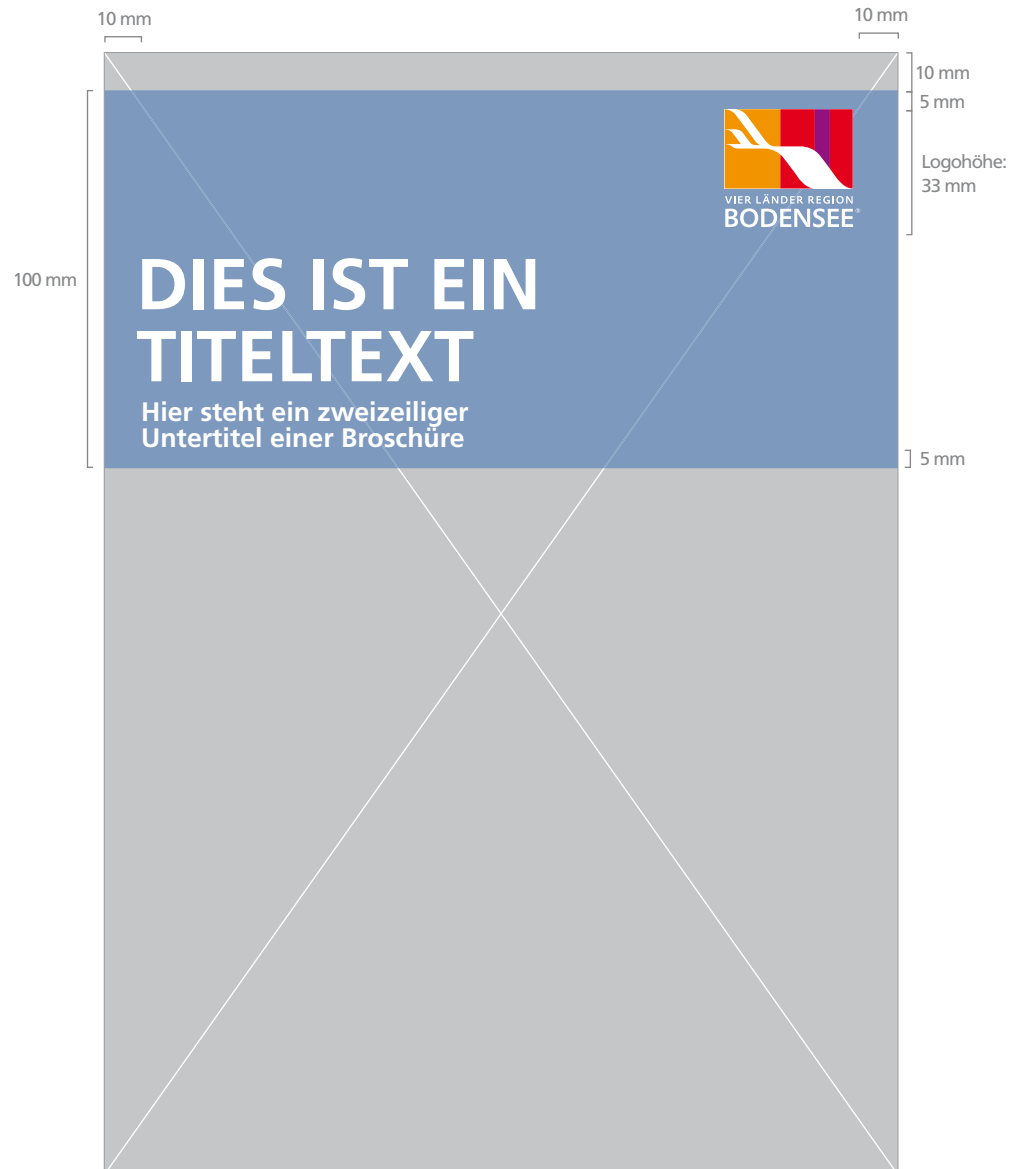 10 mm
10 mm
10 mm
5 mm
Logohöhe:
33 mm
VIER LÄNDER REGION
BODENSEE®
100 mm
DIES IST EIN
TITELTEXT
Hier steht ein zweizeiliger
Untertitel einer Broschüre
5 mm